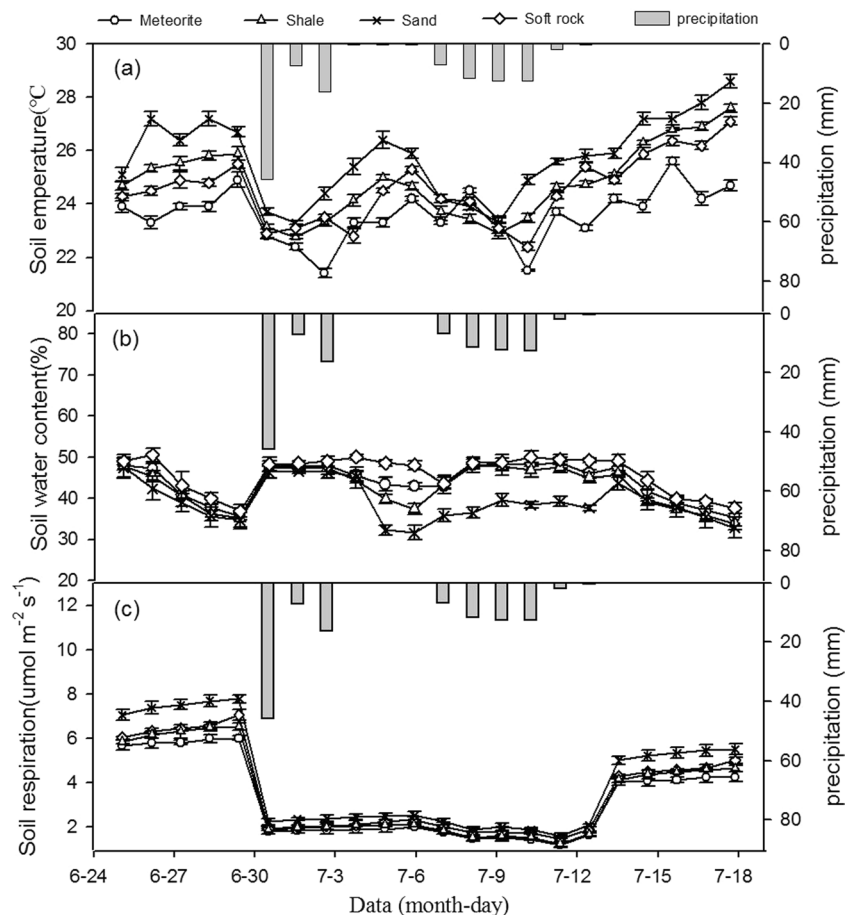 Meteorite Shale Sand Soft rock precipitation
(a)
Soil emperature(℃)
30
28
26
24
22
20
0
20
40
60
80
precipitation (mm)
(b)
Soil water content(%)
80
70
60
50
40
30
20
0
20
40
60
80
precipitation (mm)
(c)
Soil respiration(umol m⁻² s⁻¹)
12
10
8
6
4
2
0
20
40
60
80
precipitation (mm)
6-24 6-27 6-30 7-3 7-6 7-9 7-12 7-15 7-18
Data (month-day)